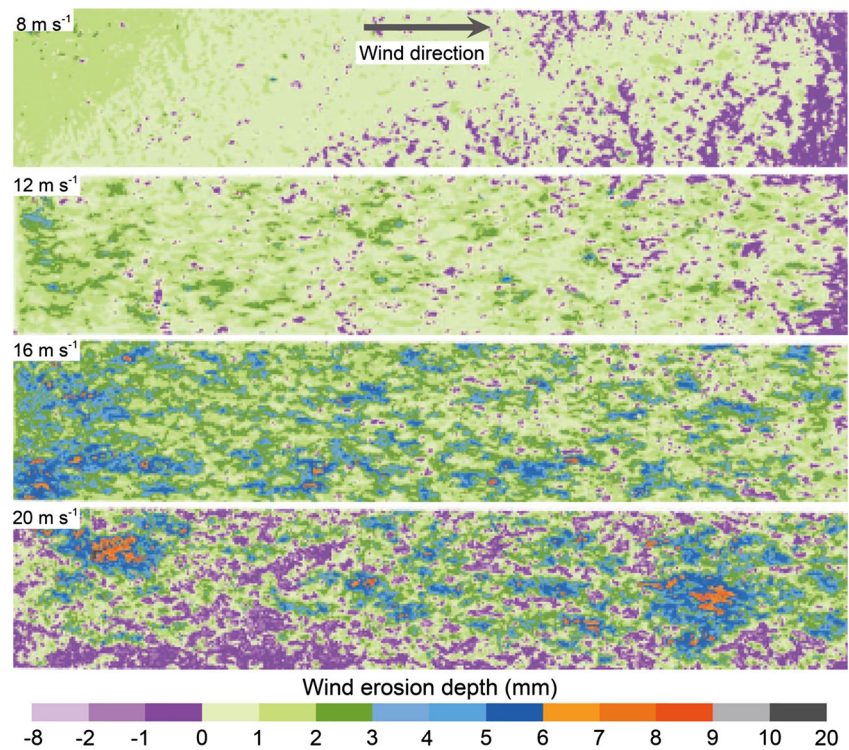 8 m s⁻¹
Wind direction
12 m s⁻¹
16 m s⁻¹
20 m s⁻¹
Wind erosion depth (mm)
-8 -2 -1 0 1 2 3 4 5 6 7 8 9 10 20